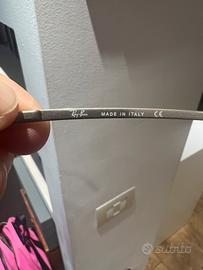 Ray-Ban MADE IN ITALY CE
subito